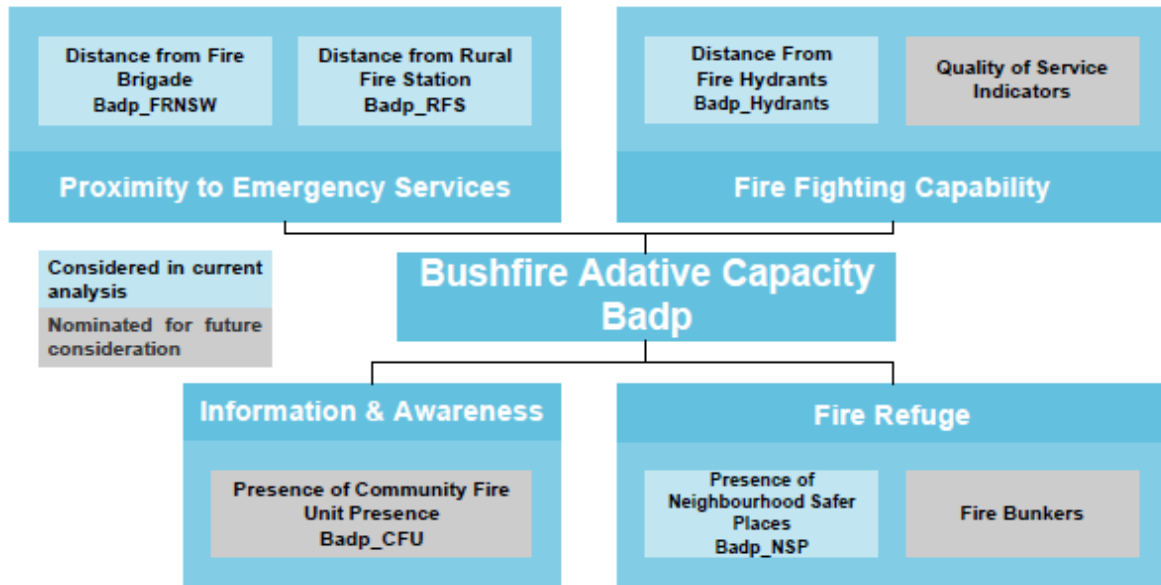 Distance from Fire
Brigade
Badp_FRNSW
Distance from Rural
Fire Station
Badp_RFS
Proximity to Emergency Services
Distance From
Fire Hydrants
Badp_Hydrants
Quality of Service
Indicators
Fire Fighting Capability
Considered in current
analysis
Nominated for future
consideration
Bushfire Adative Capacity
Badp
Information & Awareness
Presence of Community Fire
Unit Presence
Badp_CFU
Fire Refuge
Presence of
Neighbourhood Safer
Places
Badp_NSP
Fire Bunkers